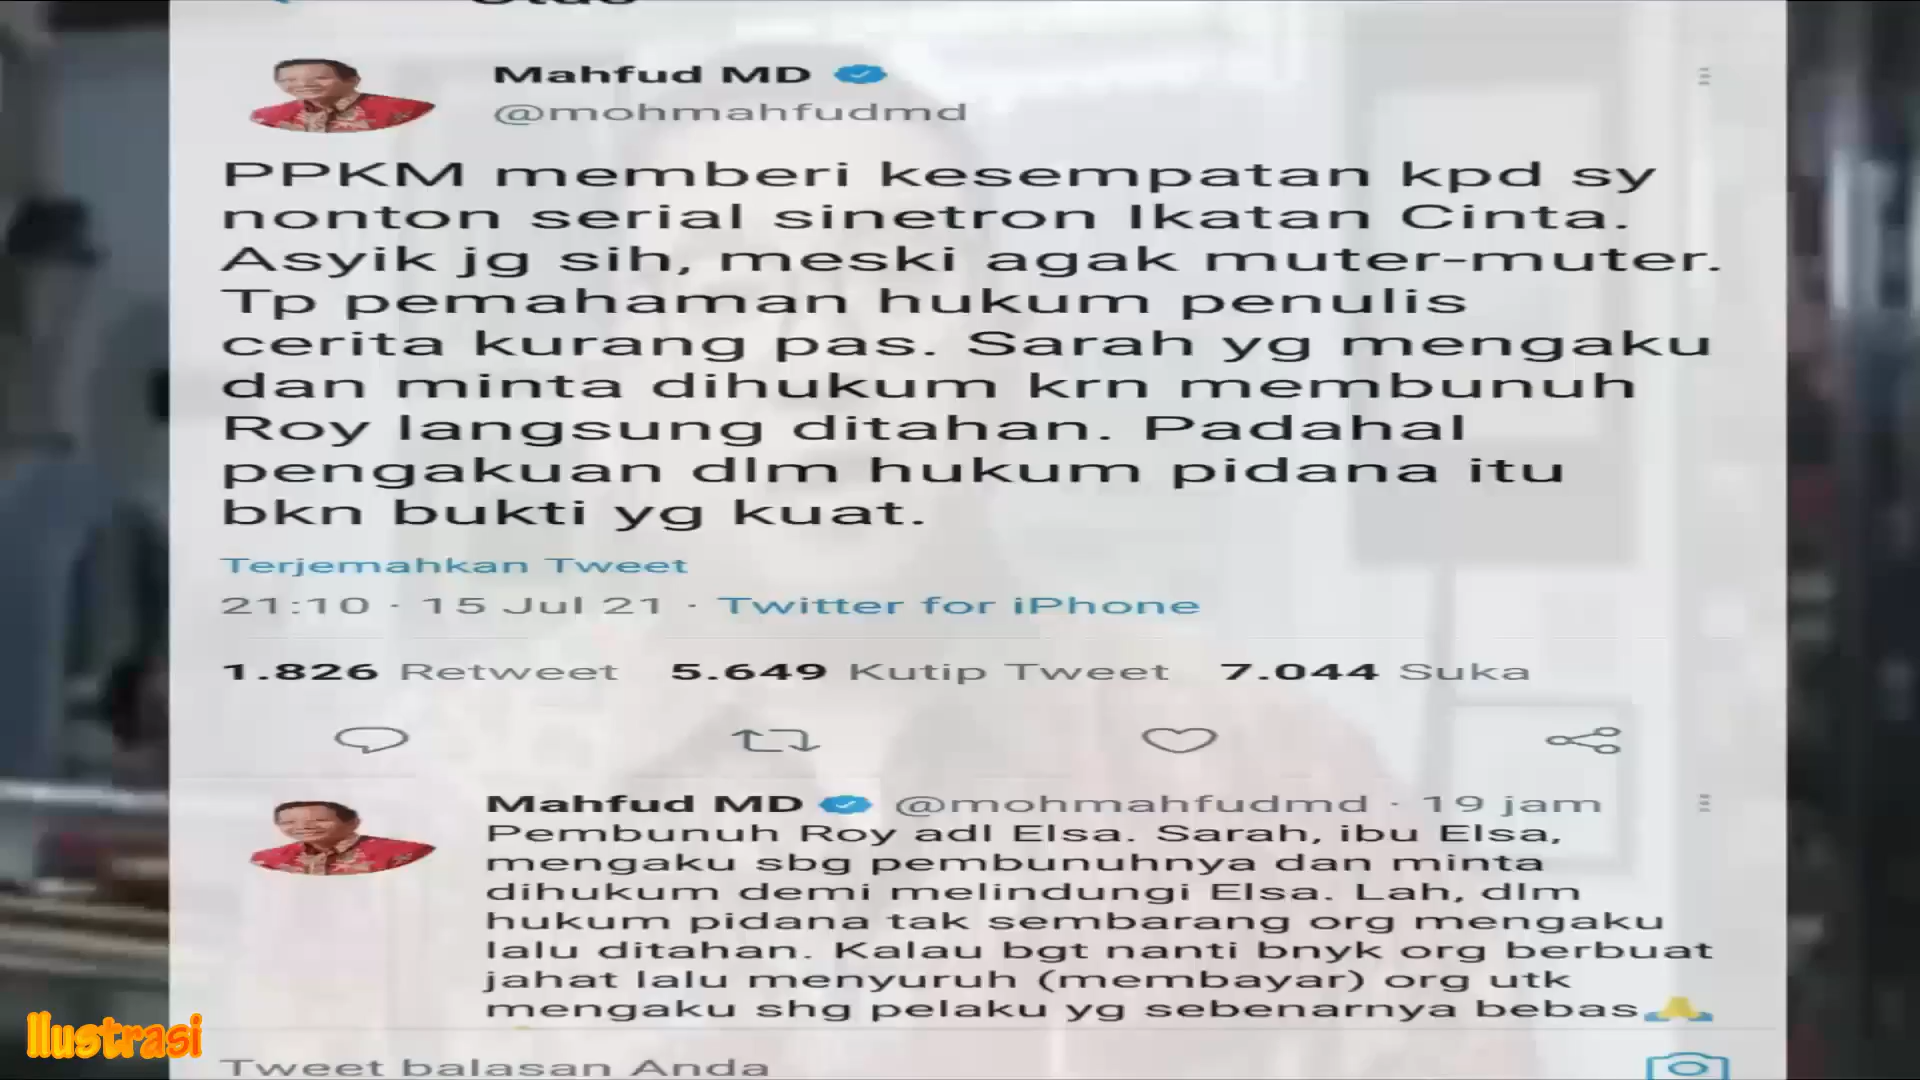 Mahfud MD
@mohmahfudmd
PPKM memberi kesempatan kpd sy
nonton serial sinetron Ikatan Cinta.
Asyik jg sih, meski agak muter-muter.
Tp pemahaman hukum penulis
cerita kurang pas. Sarah yg mengaku
dan minta dihukum krn membunuh
Roy langsung ditahan. Padahal
pengakuan dlm hukum pidana itu
bkn bukti yg kuat.
Terjemahkan Tweet
21:10 · 15 Jul 21 · Twitter for iPhone
1.826 Retweet 5.649 Kutip Tweet 7.044 Suka
Mahfud MD @mohmahfudmd · 19 jam
Pembunuh Roy adl Elsa. Sarah, ibu Elsa,
mengaku sbg pembunuhnya dan minta
dihukum demi melindungi Elsa. Lah, dlm
hukum pidana tak sembarang org mengaku
lalu ditahan. Kalau bgt nanti bnyk org berbuat
jahat lalu menyuruh (membayar) org utk
mengaku shg pelaku yg sebenarnya bebas🙏
Ilustrasi
Tweet balasan Anda